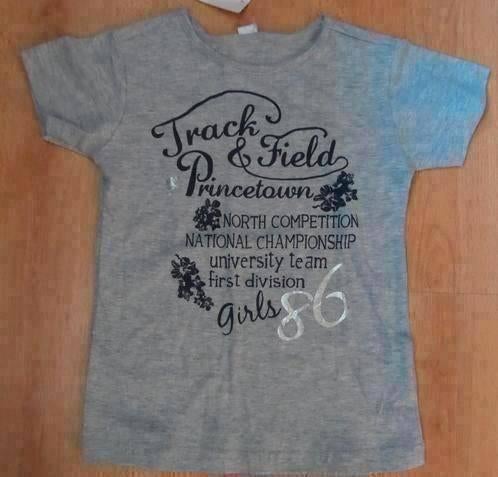 Track
& Field
Princetown
NORTH COMPETITION
NATIONAL CHAMPIONSHIP
university team
first division
girls 86